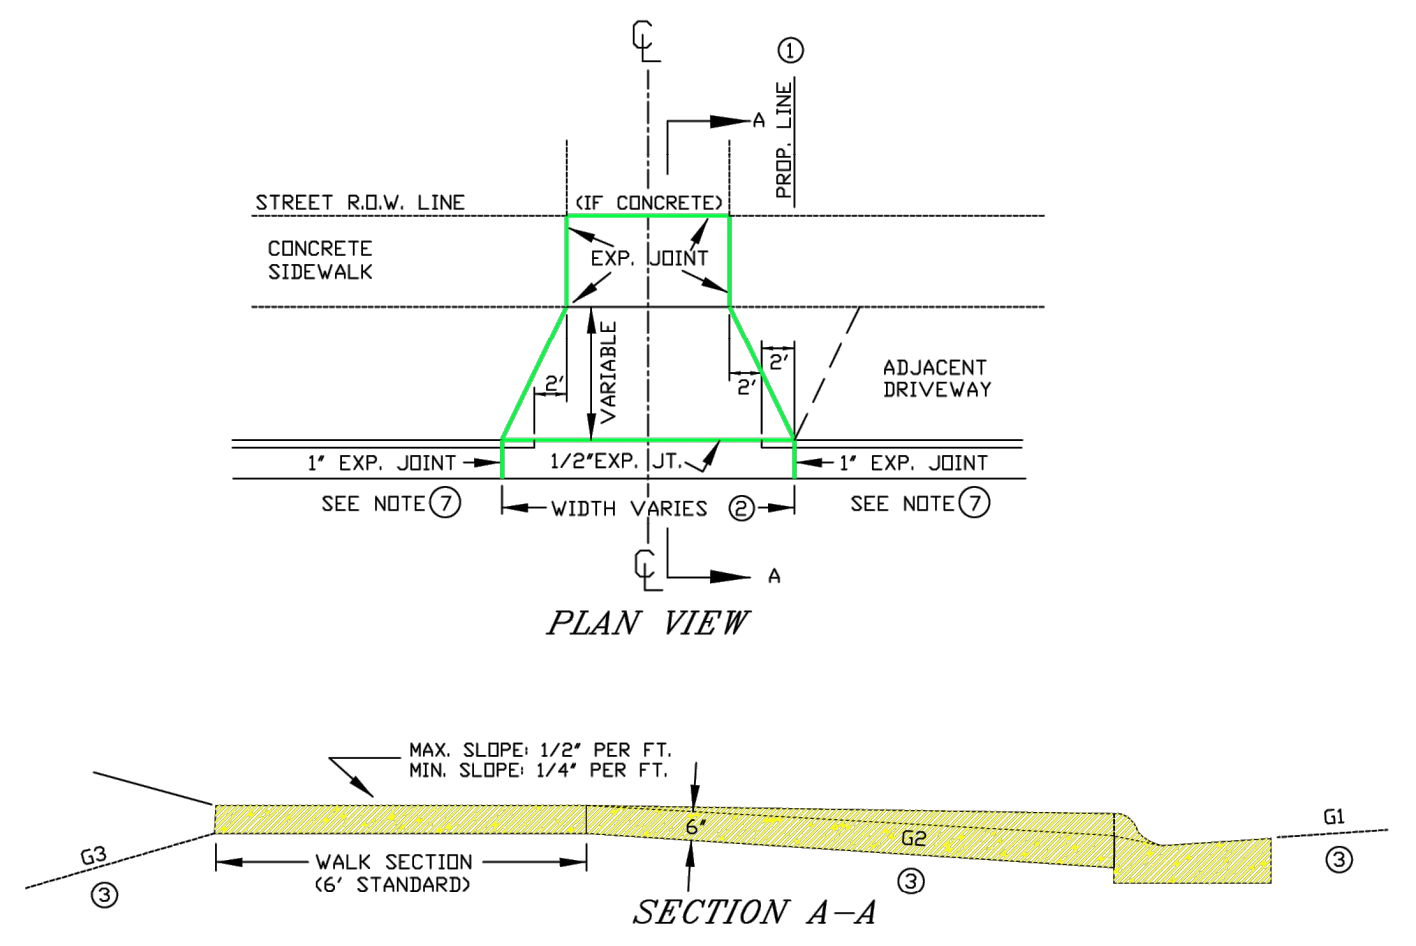 CL
1
PROP. LINE
A
STREET R.O.W. LINE
(IF CONCRETE)
CONCRETE
SIDEWALK
EXP. JOINT
VARIABLE
2'
2'
2'
ADJACENT
DRIVEWAY
1" EXP. JOINT
1/2"EXP. JT.
1" EXP. JOINT
SEE NOTE 7
WIDTH VARIES 2
SEE NOTE 7
CL
A
PLAN VIEW
MAX. SLOPE: 1/2" PER FT.
MIN. SLOPE: 1/4" PER FT.
6"
G2
G1
G3
WALK SECTION
(6' STANDARD)
3
3
3
SECTION A-A